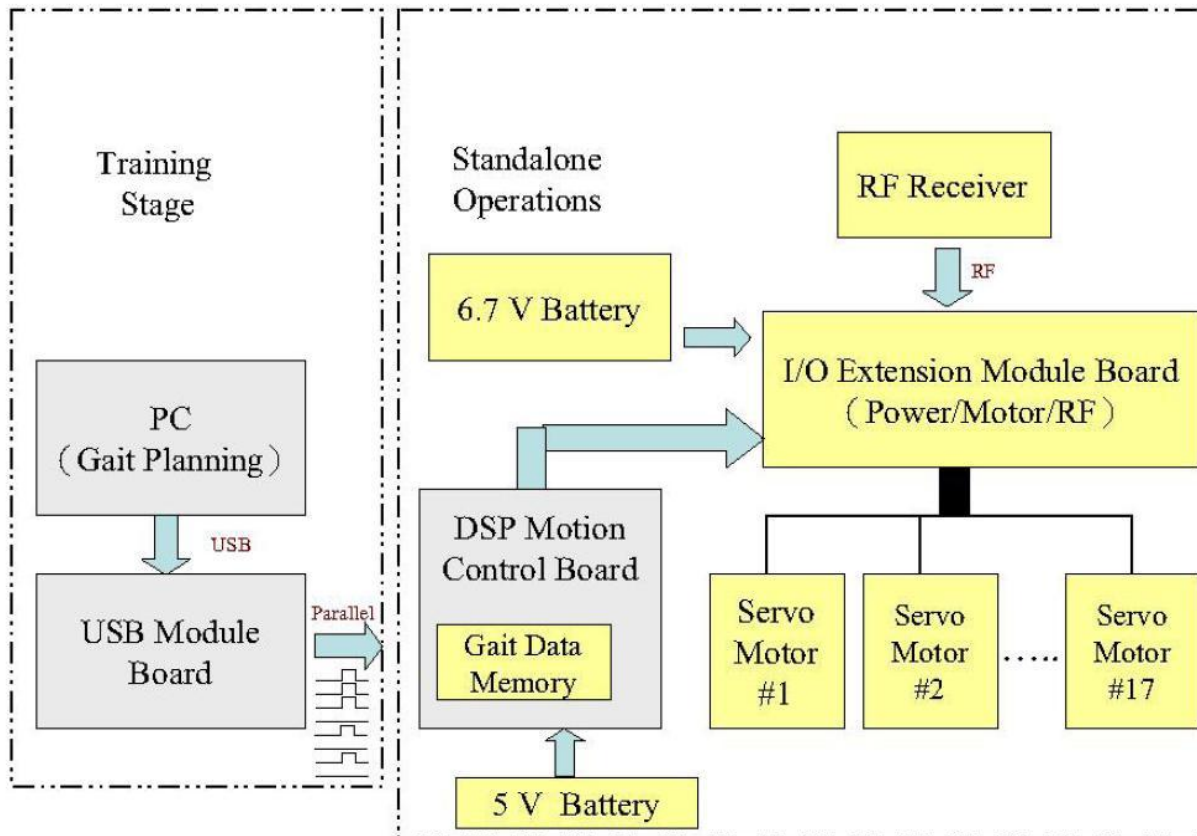 Training
Stage
PC
（Gait Planning）
USB
USB Module
Board
Parallel
Standalone
Operations
RF Receiver
RF
6.7 V Battery
I/O Extension Module Board
（Power/Motor/RF）
DSP Motion
Control Board
Gait Data
Memory
5 V Battery
Servo
Motor
#1
Servo
Motor
#2
.....
Servo
Motor
#17